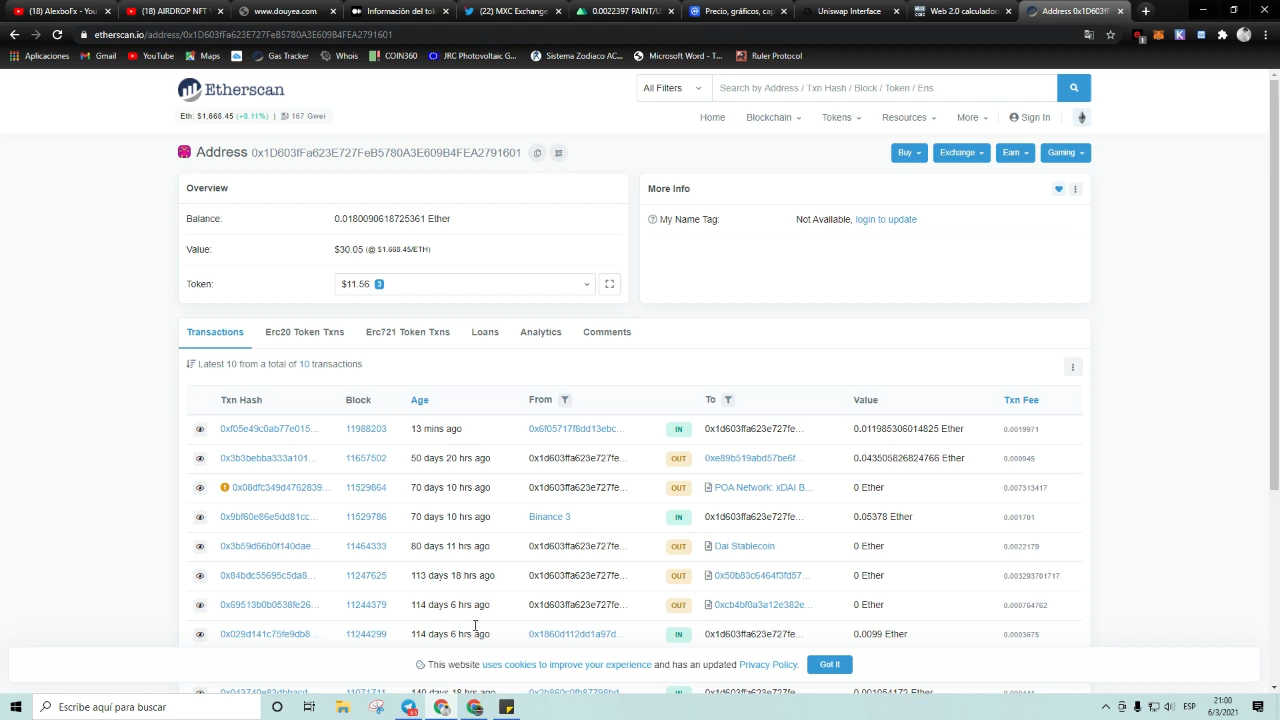 (18) AlexboFx - You
(18) AIRDROP NFT
www.douya.com
Información del tok
(22) MXC Exchange
0.0022397 PAINT/U
Precio, gráficos, cap
Uniswap Interface
Web 2.0 calculador
Address 0x1D603ff
etherscan.io/address/0x1D603fFa623E727FeB5780A3E609B4FEA2791601
Aplicaciones
Gmail
YouTube
Maps
Gas Tracker
Whois
COIN360
JRC Photovoltaic G...
Sistema Zodiaco AC...
Microsoft Word - T...
Ruler Protocol
Etherscan
All Filters
Search by Address / Txn Hash / Block / Token / Ens
Eth: $1,668.45 (+8.11%) | 167 Gwei
Home Blockchain Tokens Resources More Sign In
Address 0x1D603fFa623E727FeB5780A3E609B4FEA2791601
Buy Exchange Earn Gaming
Overview
Balance: 0.0180090618725361 Ether
Value: $30.05 (@ $1,668.45/ETH)
Token: $11.56 3
More Info
My Name Tag: Not Available, login to update
Transactions Erc20 Token Txns Erc721 Token Txns Loans Analytics Comments
Latest 10 from a total of 10 transactions
Txn Hash Block Age From To Value Txn Fee
0xf05e49c0ab77e015... 11988203 13 mins ago 0x6f05717f8dd13ebc... IN 0x1d603ffa623e727fe... 0.011985306014825 Ether 0.0019971
0x3b3bebba333a101... 11657502 50 days 20 hrs ago 0x1d603ffa623e727fe... OUT 0xe89b519abd57be6f... 0.043505826824766 Ether 0.000945
0x08dfc349d4762839... 11529864 70 days 10 hrs ago 0x1d603ffa623e727fe... OUT POA Network: xDAI B... 0 Ether 0.007313417
0x9bf60e86e5dd81cc... 11529786 70 days 10 hrs ago Binance 3 IN 0x1d603ffa623e727fe... 0.05378 Ether 0.001701
0x3b59d66b0f140dae... 11464333 80 days 11 hrs ago 0x1d603ffa623e727fe... OUT Dai Stablecoin 0 Ether 0.0022179
0x84bdc55695c5da8... 11247625 113 days 18 hrs ago 0x1d603ffa623e727fe... OUT 0x50b83c6464f3fd57... 0 Ether 0.003293701717
0x69513b0b0538fe26... 11244379 114 days 6 hrs ago 0x1d603ffa623e727fe... OUT 0xcb4bf0a3a12e382e... 0 Ether 0.000764762
0x029d141c75fe9db8... 11244299 114 days 6 hrs ago 0x1860d112dd1a97d... IN 0x1d603ffa623e727fe... 0.0099 Ether 0.0003675
This website uses cookies to improve your experience and has an updated Privacy Policy. Got It
Escribe aquí para buscar
ESP
21:00
6/3/2021